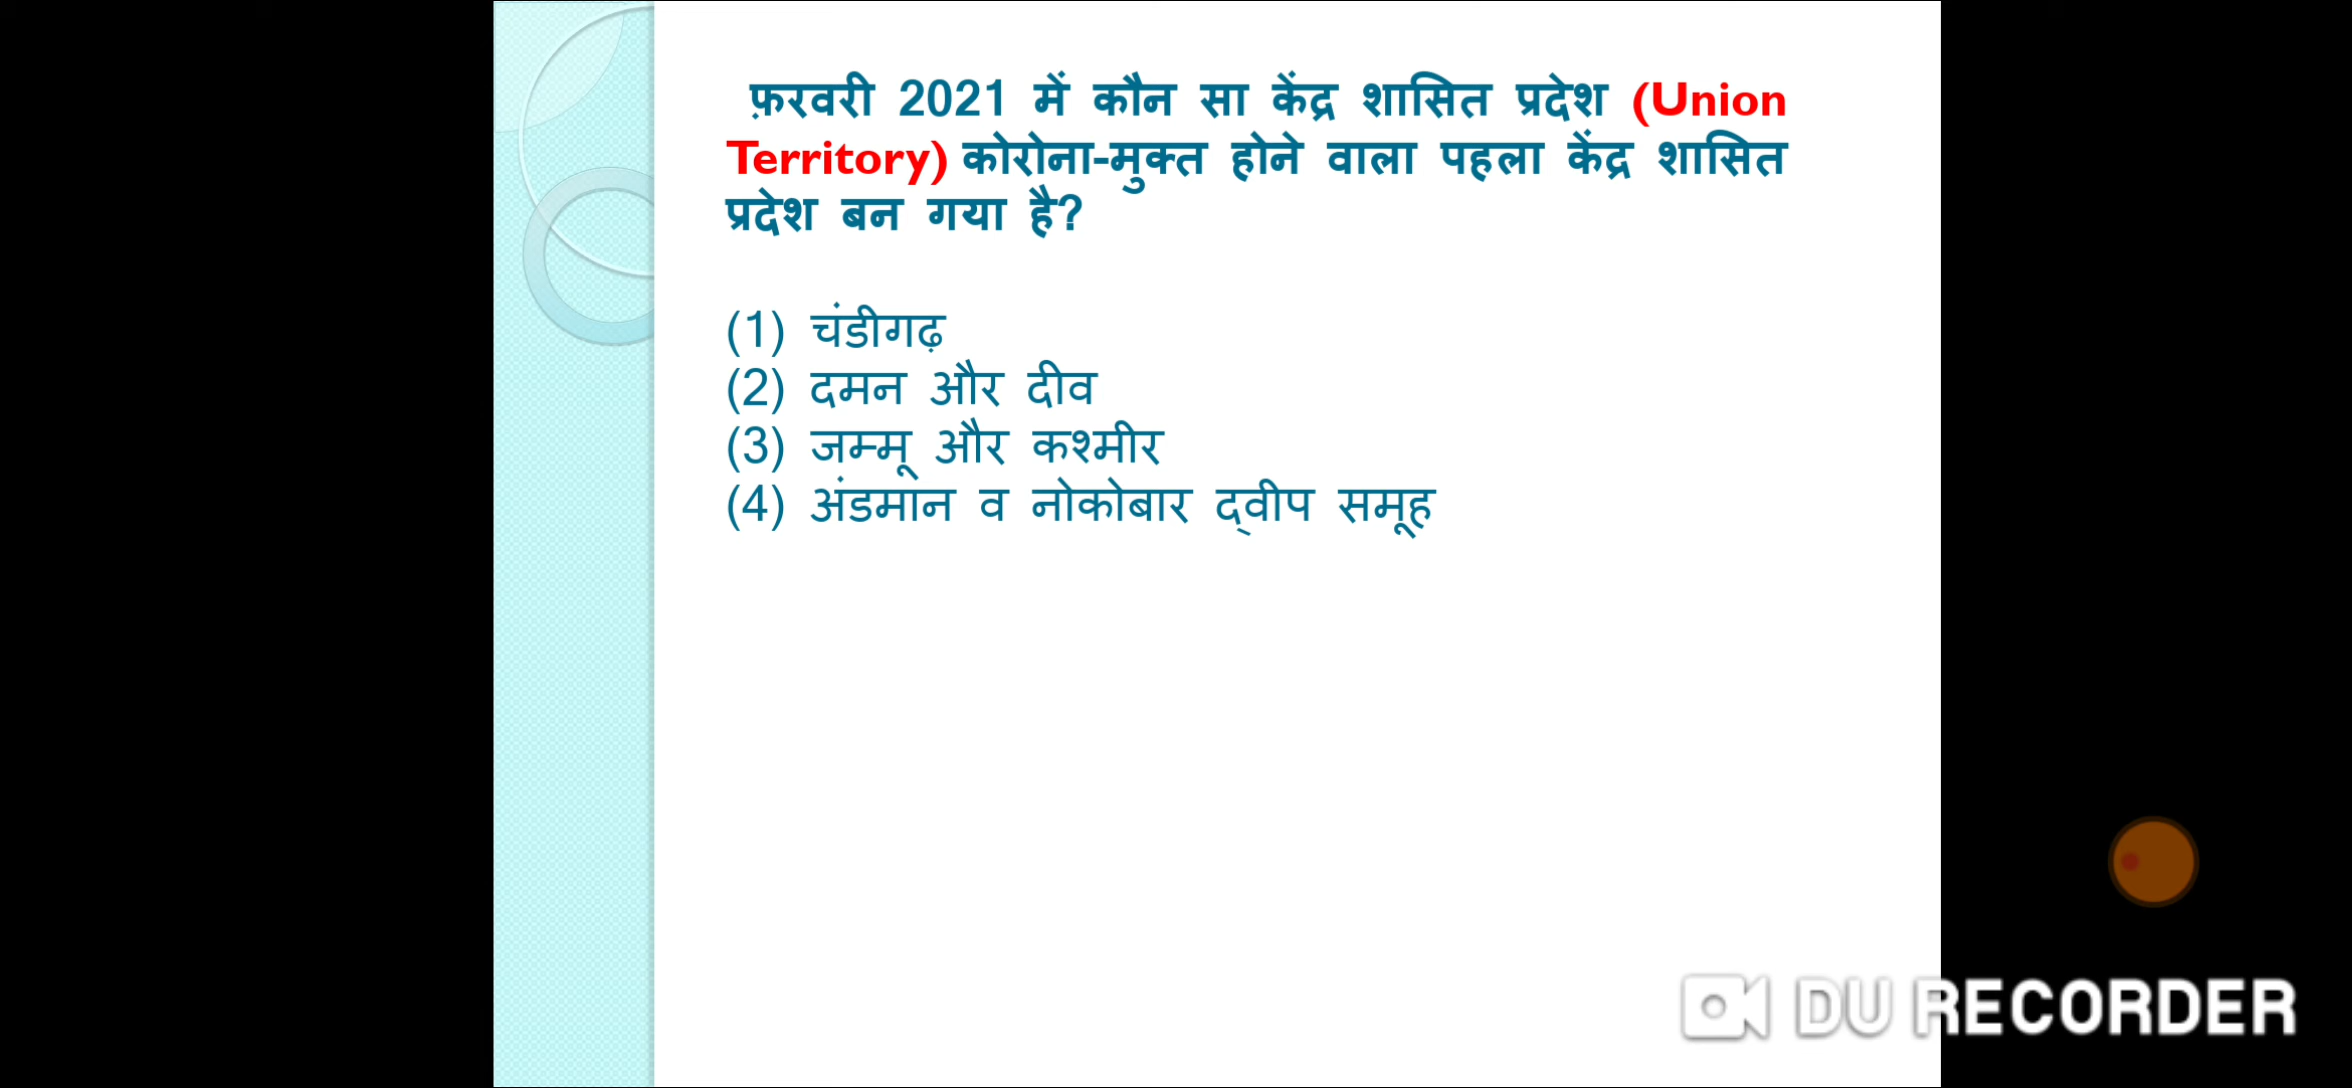 फ़रवरी 2021 में कौन सा केंद्र शासित प्रदेश (Union
Territory) कोरोना-मुक्त होने वाला पहला केंद्र शासित
प्रदेश बन गया है?
(1) चंडीगढ़
(2) दमन और दीव
(3) जम्मू और कश्मीर
(4) अंडमान व नोकोबार द्वीप समूह
DU RECORDER